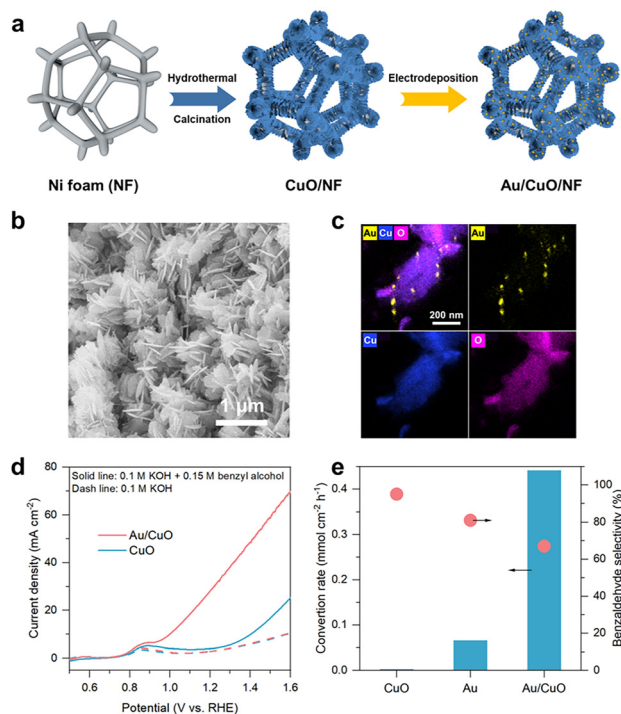 a
Hydrothermal
Calcination
Electrodeposition
Ni foam (NF)
CuO/NF
Au/CuO/NF
b
1 μm
c
Au Cu O
Au
200 nm
Cu
O
d
Solid line: 0.1 M KOH + 0.15 M benzyl alcohol
Dash line: 0.1 M KOH
Au/CuO
CuO
Current density (mA cm-2)
80
60
40
20
0
0.6 0.8 1.0 1.2 1.4 1.6
Potential (V vs. RHE)
e
Convertion rate (mmol cm-2 h-1)
0.4
0.3
0.2
0.1
0.0
CuO Au Au/CuO
100
80
60
40
20
0
Benzaldehyde selectivity (%)